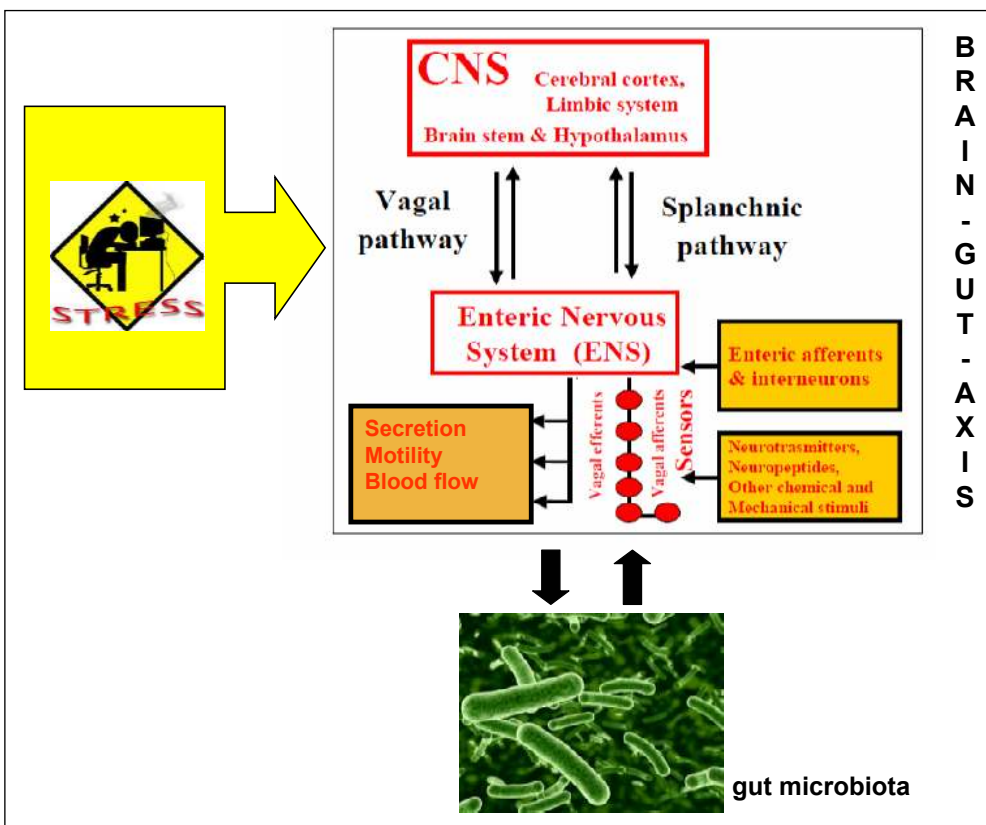 CNS Cerebral cortex,
Limbic system
Brain stem & Hypothalamus
Vagal
pathway
Splanchnic
pathway
STRESS
Enteric Nervous
System (ENS)
Enteric afferents
& interneurons
Secretion
Motility
Blood flow
Vagal efferents
Vagal afferents
Sensors
Neurotrasmitters,
Neuropeptides,
Other chemical and
Mechanical stimuli
gut microbiota
B
R
A
I
N
-
G
U
T
-
A
X
I
S